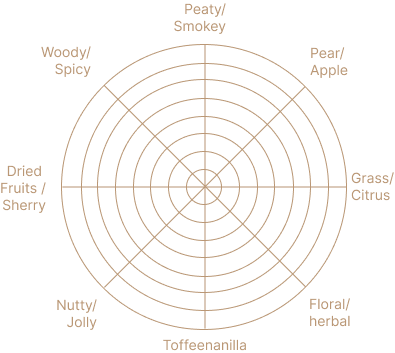 Peaty/
Smokey
Woody/
Spicy
Pear/
Apple
Dried
Fruits /
Sherry
Grass/
Citrus
Nutty/
Jolly
Floral/
herbal
Toffeenanilla